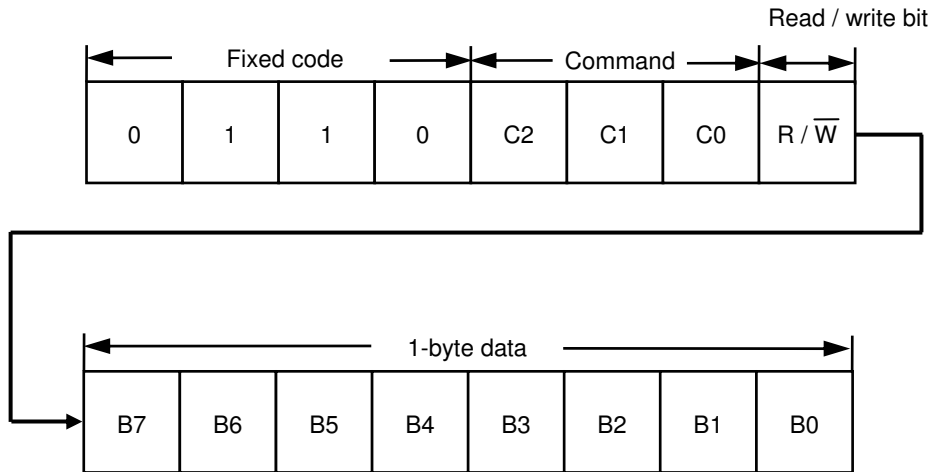 Read / write bit
Fixed code Command
0 1 1 0 C2 C1 C0 R / W̅
1-byte data
B7 B6 B5 B4 B3 B2 B1 B0